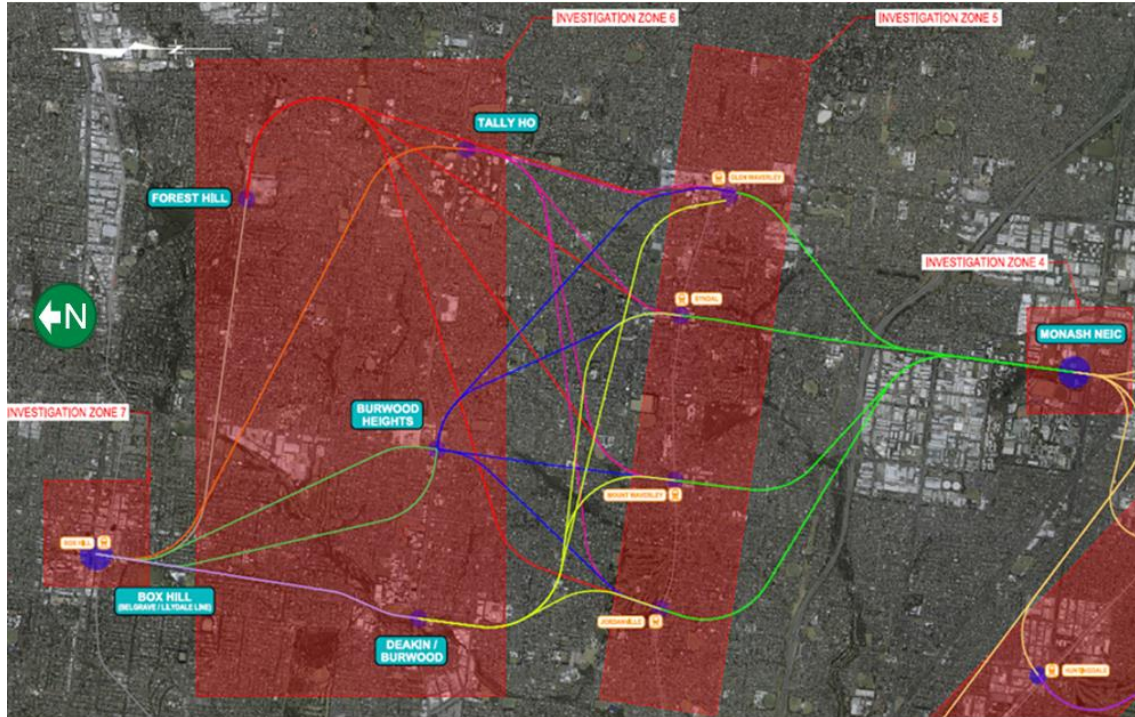 INVESTIGATION ZONE 6
INVESTIGATION ZONE 5
TALLY HO
GLEN WAVERLEY
FOREST HILL
INVESTIGATION ZONE 4
SYNDAL
N
MONASH NEIC
BURWOOD
HEIGHTS
INVESTIGATION ZONE 7
MOUNT WAVERLEY
BOX HILL
BOX HILL
(BELGRAVE / LILYDALE LINE)
JORDANVILLE
DEAKIN /
BURWOOD
HUNTINGDALE